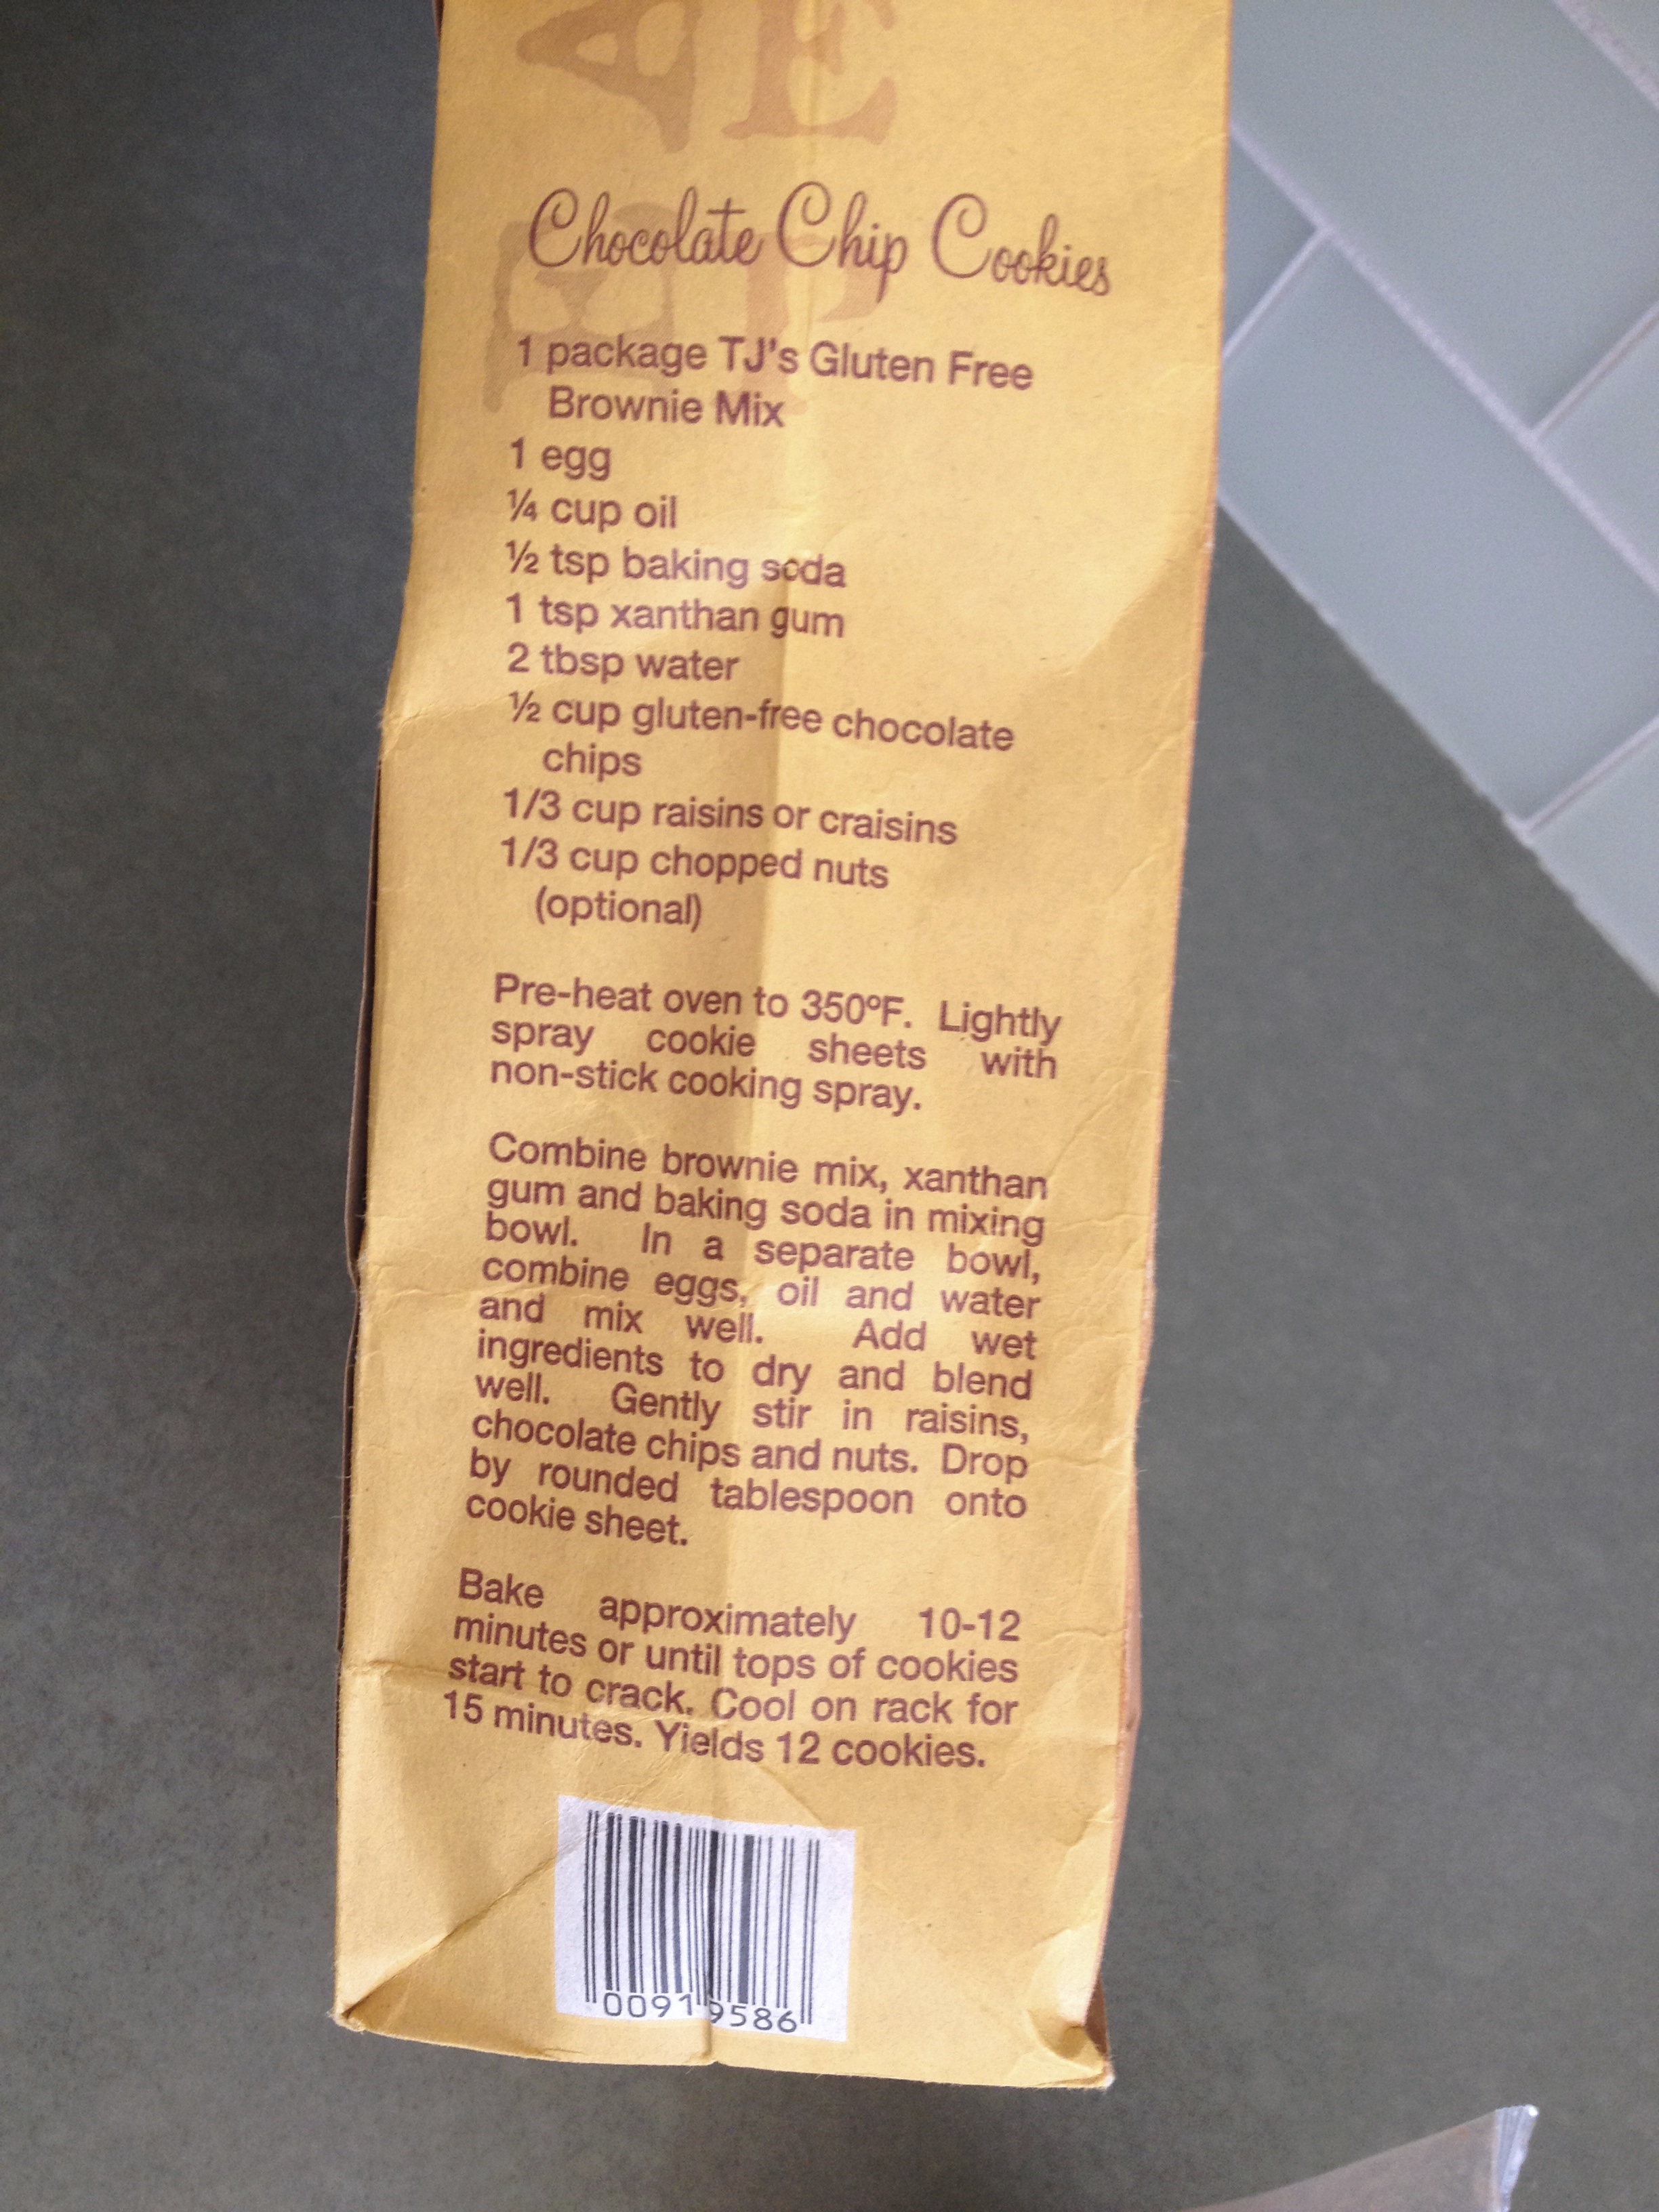 Chocolate Chip Cookies
1 package TJ's Gluten Free
Brownie Mix
1 egg
¼ cup oil
½ tsp baking soda
1 tsp xanthan gum
2 tbsp water
½ cup gluten-free chocolate
chips
1/3 cup raisins or craisins
1/3 cup chopped nuts
(optional)
Pre-heat oven to 350ºF. Lightly
spray cookie sheets with
non-stick cooking spray.
Combine brownie mix, xanthan
gum and baking soda in mixing
bowl. In a separate bowl,
combine eggs, oil and water
and mix well. Add wet
ingredients to dry and blend
well. Gently stir in raisins,
chocolate chips and nuts. Drop
by rounded tablespoon onto
cookie sheet.
Bake approximately 10-12
minutes or until tops of cookies
start to crack. Cool on rack for
15 minutes. Yields 12 cookies.
00919586